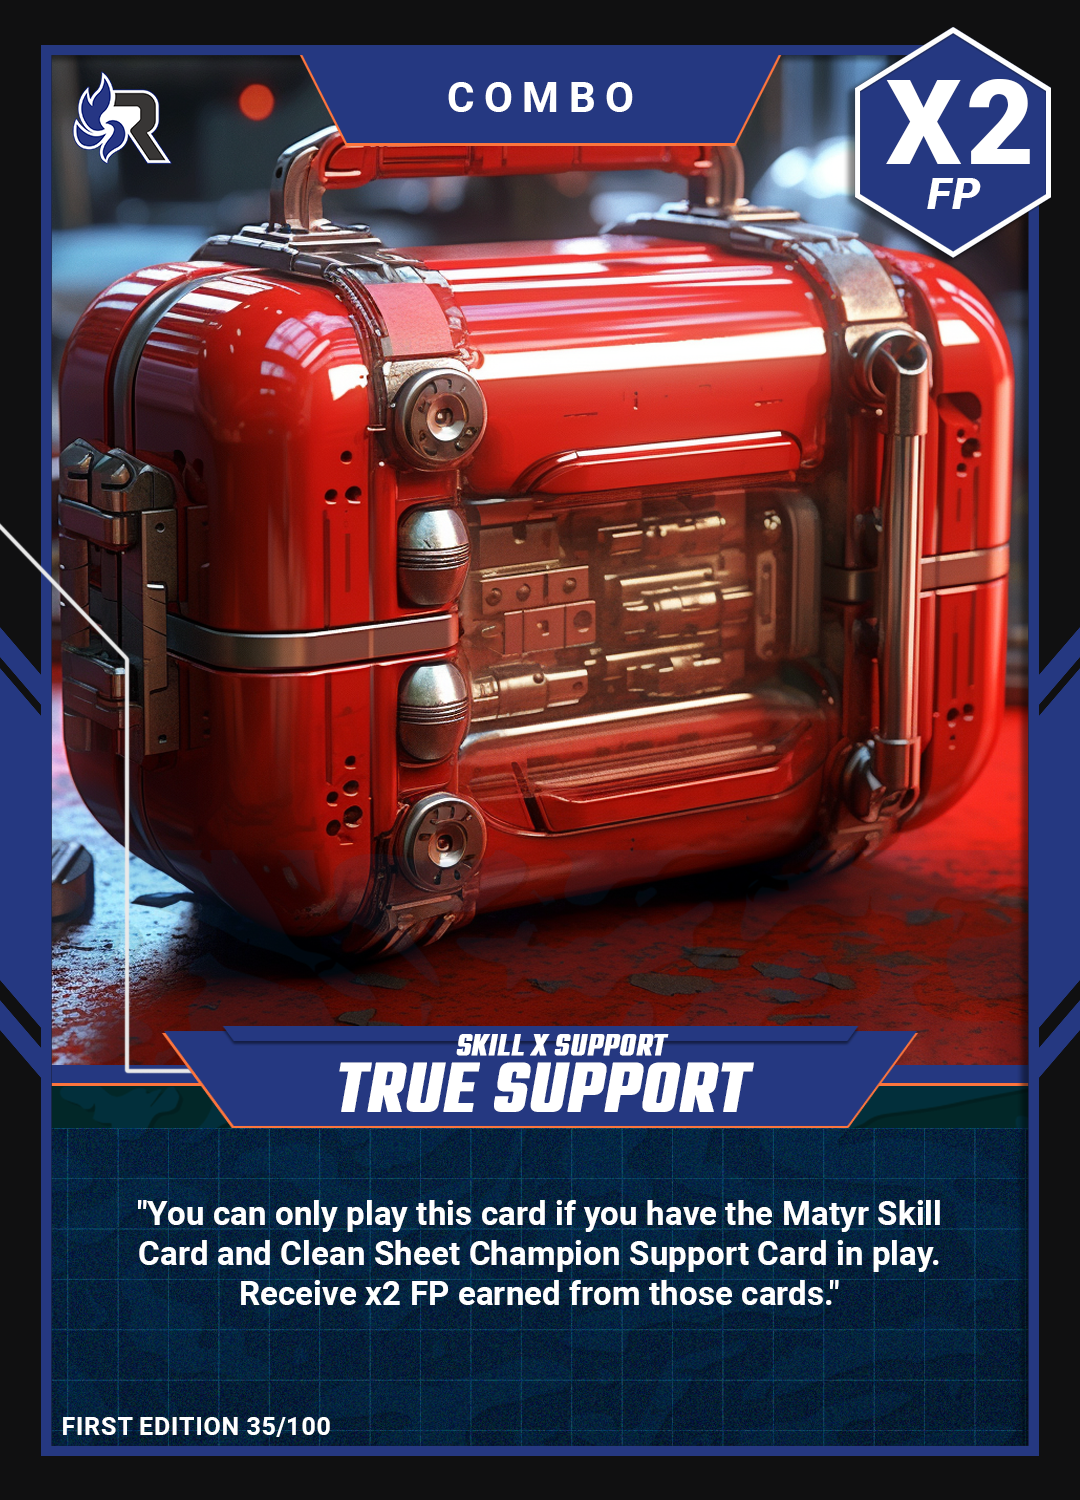 COMBO
X2
FP
R
SKILL X SUPPORT
TRUE SUPPORT
"You can only play this card if you have the Matyr Skill
Card and Clean Sheet Champion Support Card in play.
Receive x2 FP earned from those cards."
FIRST EDITION 35/100